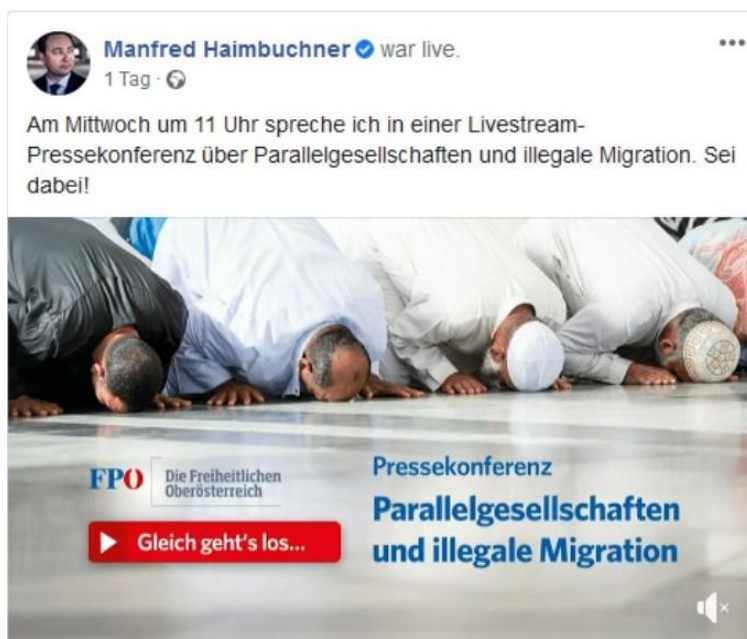 Manfred Haimbuchner war live.
1 Tag ·
Am Mittwoch um 11 Uhr spreche ich in einer Livestream-
Pressekonferenz über Parallelgesellschaften und illegale Migration. Sei
dabei!
FPO
Die Freiheitlichen
Oberösterreich
Gleich geht's los...
Pressekonferenz
Parallelgesellschaften
und illegale Migration